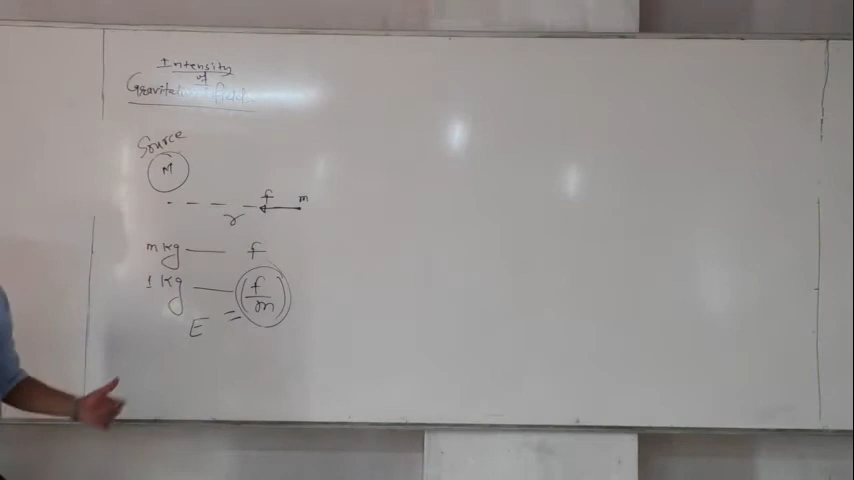 Intensity
of
Gravitational field
Source
M
f m
r
m kg — f
1 kg — (f/m)
E =